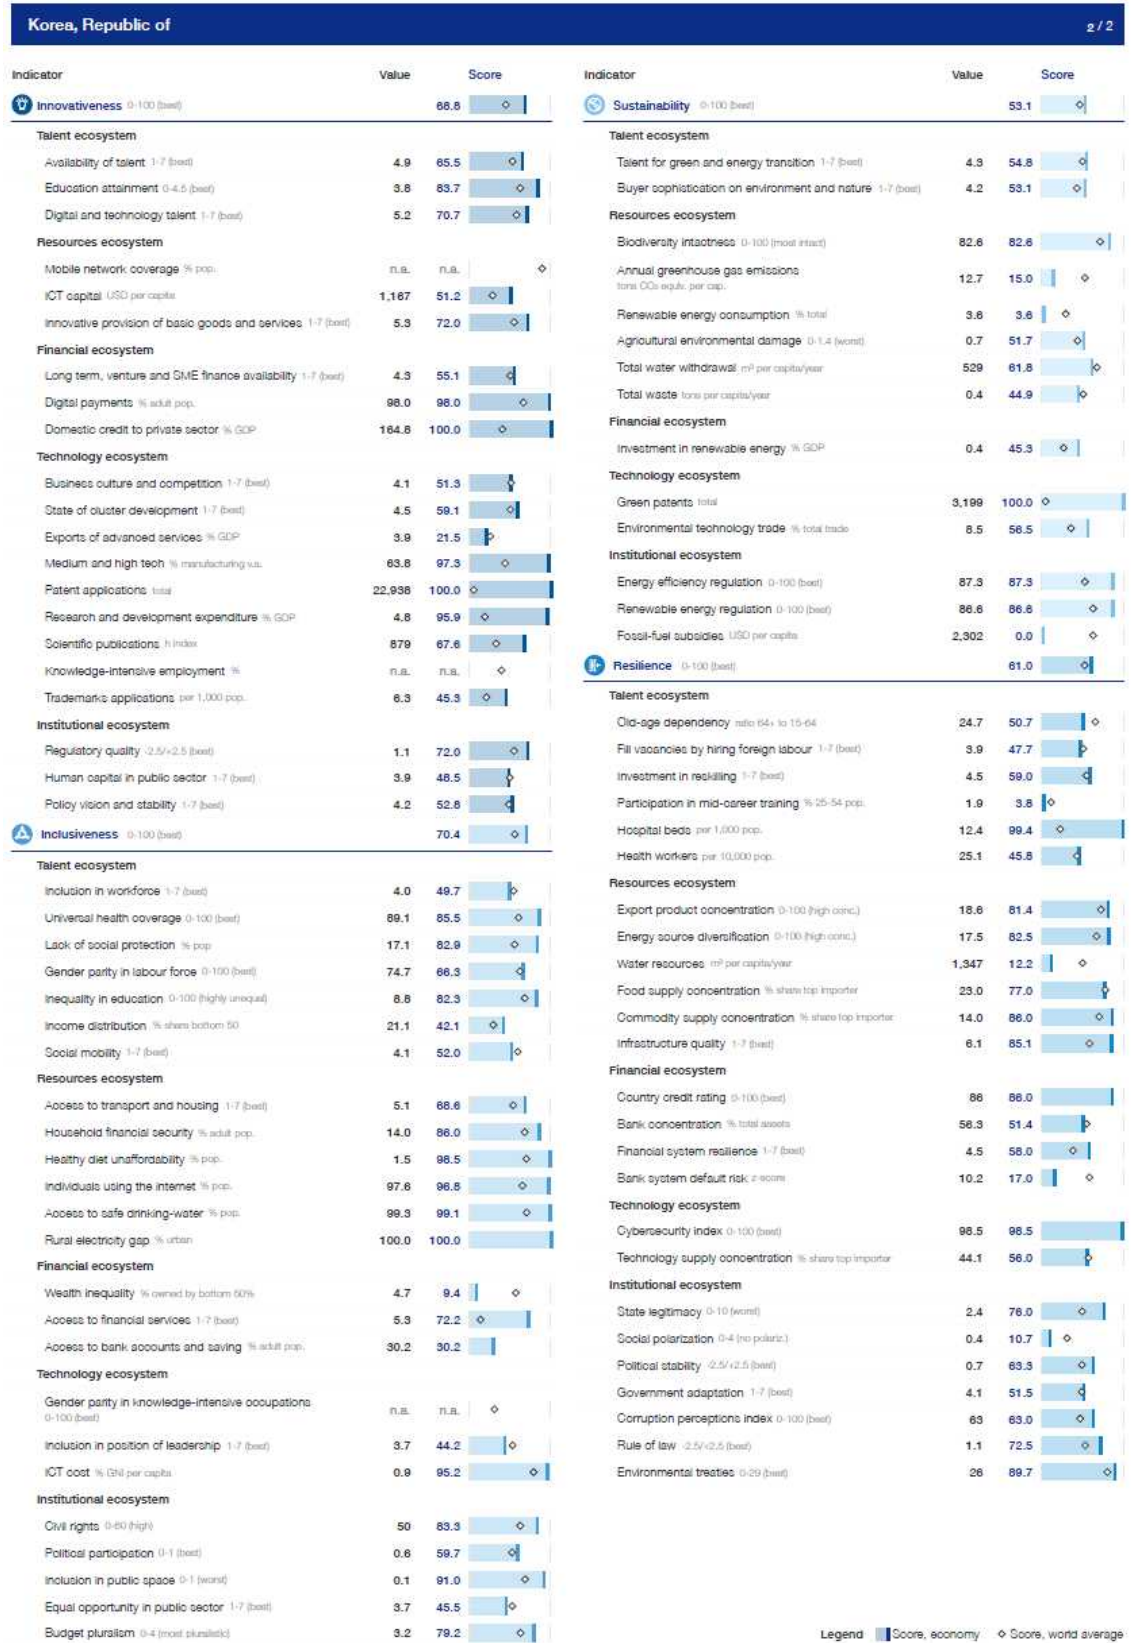 Korea, Republic of
2 / 2
Indicator Value Score
Innovativeness 0-100 (best) 66.8
Talent ecosystem
Availability of talent 1-7 (best) 4.9 65.5
Education attainment 0-4.5 (best) 3.8 83.7
Digital and technology talent 1-7 (best) 5.2 70.7
Resources ecosystem
Mobile network coverage % pop. n.a. n.a.
ICT capital USD per capita 1,167 51.2
Innovative provision of basic goods and services 1-7 (best) 5.3 72.0
Financial ecosystem
Long term, venture and SME finance availability 1-7 (best) 4.3 55.1
Digital payments % adult pop. 98.0 98.0
Domestic credit to private sector % GDP 164.8 100.0
Technology ecosystem
Business culture and competition 1-7 (best) 4.1 51.3
State of cluster development 1-7 (best) 4.5 59.1
Exports of advanced services % GDP 3.9 21.5
Medium and high tech % manufacturing v.a. 63.8 97.3
Patent applications total 22,938 100.0
Research and development expenditure % GDP 4.8 95.9
Scientific publications h index 879 67.6
Knowledge-intensive employment % n.a. n.a.
Trademarks applications per 1,000 pop. 6.3 45.3
Institutional ecosystem
Regulatory quality -2.5/+2.5 (best) 1.1 72.0
Human capital in public sector 1-7 (best) 3.9 48.5
Policy vision and stability 1-7 (best) 4.2 52.8
Inclusiveness 0-100 (best) 70.4
Talent ecosystem
Inclusion in workforce 1-7 (best) 4.0 49.7
Universal health coverage 0-100 (best) 89.1 85.5
Lack of social protection % pop 17.1 82.9
Gender parity in labour force 0-100 (best) 74.7 66.3
Inequality in education 0-100 (highly unequal) 8.8 82.3
Income distribution % share bottom 50 21.1 42.1
Social mobility 1-7 (best) 4.1 52.0
Resources ecosystem
Access to transport and housing 1-7 (best) 5.1 68.6
Household financial security % adult pop. 14.0 86.0
Healthy diet unaffordability % pop. 1.5 98.5
Individuals using the internet % pop. 97.6 96.8
Access to safe drinking-water % pop. 99.3 99.1
Rural electricity gap % urban 100.0 100.0
Financial ecosystem
Wealth inequality % owned by bottom 50% 4.7 9.4
Access to financial services 1-7 (best) 5.3 72.2
Access to bank accounts and saving % adult pop. 30.2 30.2
Technology ecosystem
Gender parity in knowledge-intensive occupations n.a. n.a.
0-100 (best)
Inclusion in position of leadership 1-7 (best) 3.7 44.2
ICT cost % GNI per capita 0.9 95.2
Institutional ecosystem
Civil rights 0-60 (high) 50 83.3
Political participation 0-1 (best) 0.6 59.7
Inclusion in public space 0-1 (worst) 0.1 91.0
Equal opportunity in public sector 1-7 (best) 3.7 45.5
Budget pluralism 0-4 (most pluralistic) 3.2 79.2
Indicator Value Score
Sustainability 0-100 (best) 53.1
Talent ecosystem
Talent for green and energy transition 1-7 (best) 4.3 54.8
Buyer sophistication on environment and nature 1-7 (best) 4.2 53.1
Resources ecosystem
Biodiversity intactness 0-100 (most intact) 82.6 82.6
Annual greenhouse gas emissions 12.7 15.0
tons CO₂ equiv. per cap.
Renewable energy consumption % total 3.6 3.6
Agricultural environmental damage 0-1.4 (worst) 0.7 51.7
Total water withdrawal m³ per capita/year 529 61.8
Total waste tons per capita/year 0.4 44.9
Financial ecosystem
Investment in renewable energy % GDP 0.4 45.3
Technology ecosystem
Green patents total 3,199 100.0
Environmental technology trade % total trade 8.5 56.5
Institutional ecosystem
Energy efficiency regulation 0-100 (best) 87.3 87.3
Renewable energy regulation 0-100 (best) 86.6 86.6
Fossil-fuel subsidies USD per capita 2,302 0.0
Resilience 0-100 (best) 61.0
Talent ecosystem
Old-age dependency ratio 64+ to 15-64 24.7 50.7
Fill vacancies by hiring foreign labour 1-7 (best) 3.9 47.7
Investment in reskilling 1-7 (best) 4.5 59.0
Participation in mid-career training % 25-54 pop. 1.9 3.8
Hospital beds per 1,000 pop. 12.4 99.4
Health workers per 10,000 pop. 25.1 45.8
Resources ecosystem
Export product concentration 0-100 (high conc.) 18.6 81.4
Energy source diversification 0-100 (high conc.) 17.5 82.5
Water resources m³ per capita/year 1,347 12.2
Food supply concentration % share top importer 23.0 77.0
Commodity supply concentration % share top importer 14.0 86.0
Infrastructure quality 1-7 (best) 6.1 85.1
Financial ecosystem
Country credit rating 0-100 (best) 86 86.0
Bank concentration % total assets 56.3 51.4
Financial system resilience 1-7 (best) 4.5 58.0
Bank system default risk z-score 10.2 17.0
Technology ecosystem
Cybersecurity index 0-100 (best) 98.5 98.5
Technology supply concentration % share top importer 44.1 56.0
Institutional ecosystem
State legitimacy 0-10 (worst) 2.4 76.0
Social polarization 0-4 (no polariz.) 0.4 10.7
Political stability -2.5/+2.5 (best) 0.7 63.3
Government adaptation 1-7 (best) 4.1 51.5
Corruption perceptions index 0-100 (best) 63 63.0
Rule of law -2.5/+2.5 (best) 1.1 72.5
Environmental treaties 0-29 (best) 26 89.7
Legend Score, economy Score, world average